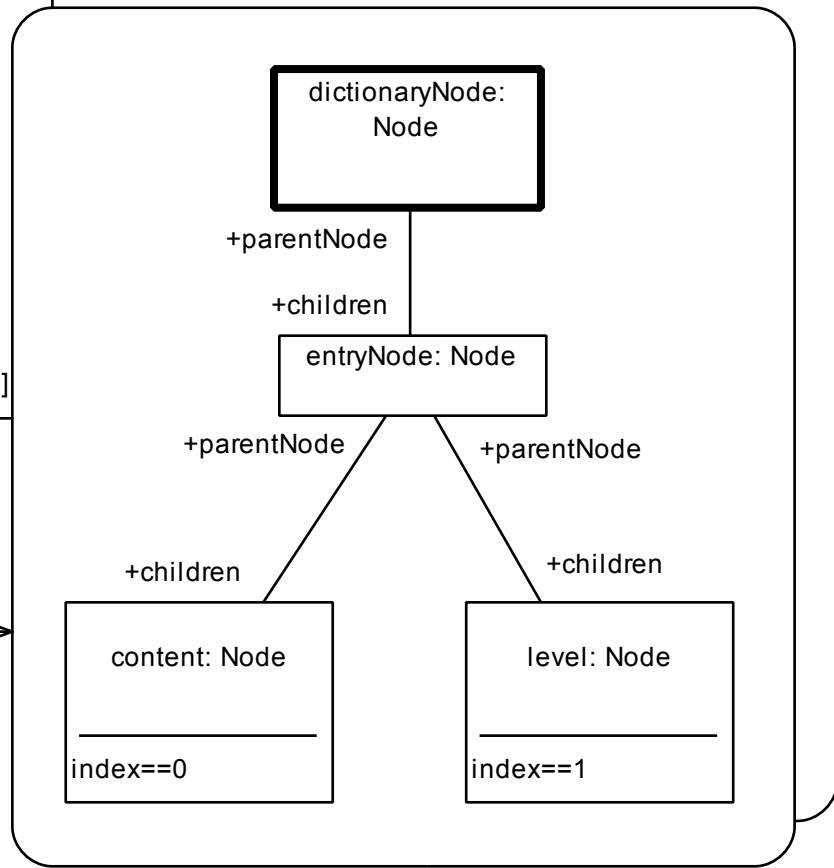 dictionaryNode:
Node
+parentNode
+children
]
entryNode: Node
+parentNode
+parentNode
+children
+children
content: Node
level: Node
index==0
index==1